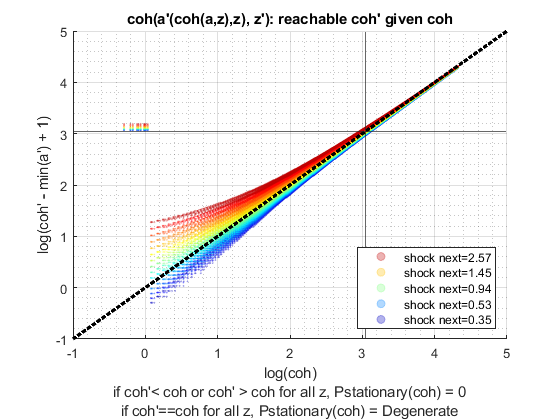 coh(a'(coh(a,z),z), z'): reachable coh' given coh
log(coh' - min(a') + 1)
5
4
3
2
1
0
-1
-1
0
1
2
3
4
5
shock next=2.57
shock next=1.45
shock next=0.94
shock next=0.53
shock next=0.35
log(coh)
if coh'< coh or coh' > coh for all z, Pstationary(coh) = 0
if coh'==coh for all z, Pstationary(coh) = Degenerate